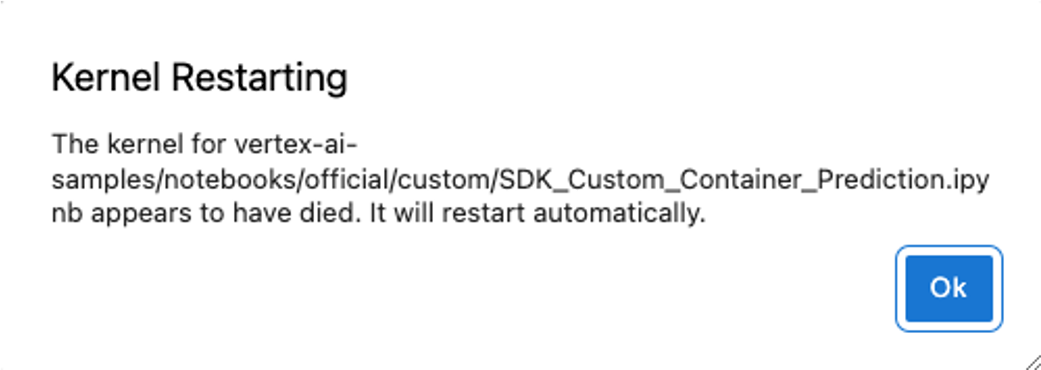 Kernel Restarting
The kernel for vertex-ai-
samples/notebooks/official/custom/SDK_Custom_Container_Prediction.ipy
nb appears to have died. It will restart automatically.
Ok